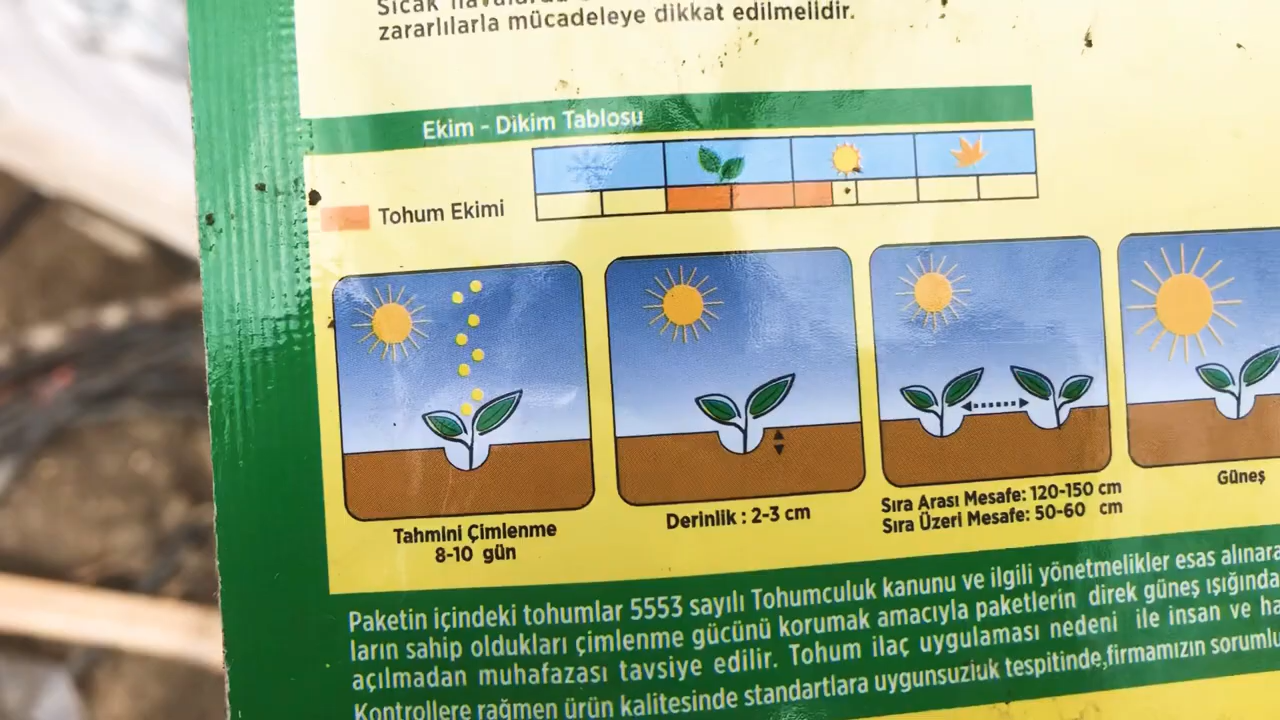 Sıcak havalarda
zararlılarla mücadeleye dikkat edilmelidir.
Ekim - Dikim Tablosu
Tohum Ekimi
Tahmini Çimlenme
8-10 gün
Derinlik : 2-3 cm
Sıra Arası Mesafe: 120-150 cm
Sıra Üzeri Mesafe: 50-60 cm
Güneş
Paketin içindeki tohumlar 5553 sayılı Tohumculuk kanunu ve ilgili yönetmelikler esas alınara
ların sahip oldukları çimlenme gücünü korumak amacıyla paketlerin direk güneş ışığında
açılmadan muhafazası tavsiye edilir. Tohum ilaç uygulaması nedeni ile insan ve ha
Kontrollere rağmen ürün kalitesinde standartlara uygunsuzluk tespitinde,firmamızın sorumlu